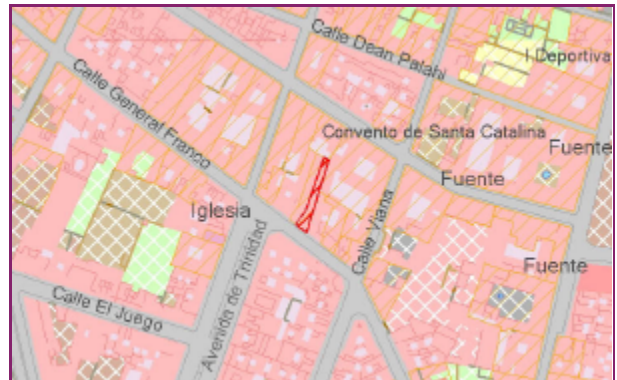 Calle Dean Palahi
I Deportiva
Calle General Franco
Convento de Santa Catalina
Fuente
Fuente
Iglesia
Calle Viana
Avenida de Trinidad
Fuente
Calle El Juego